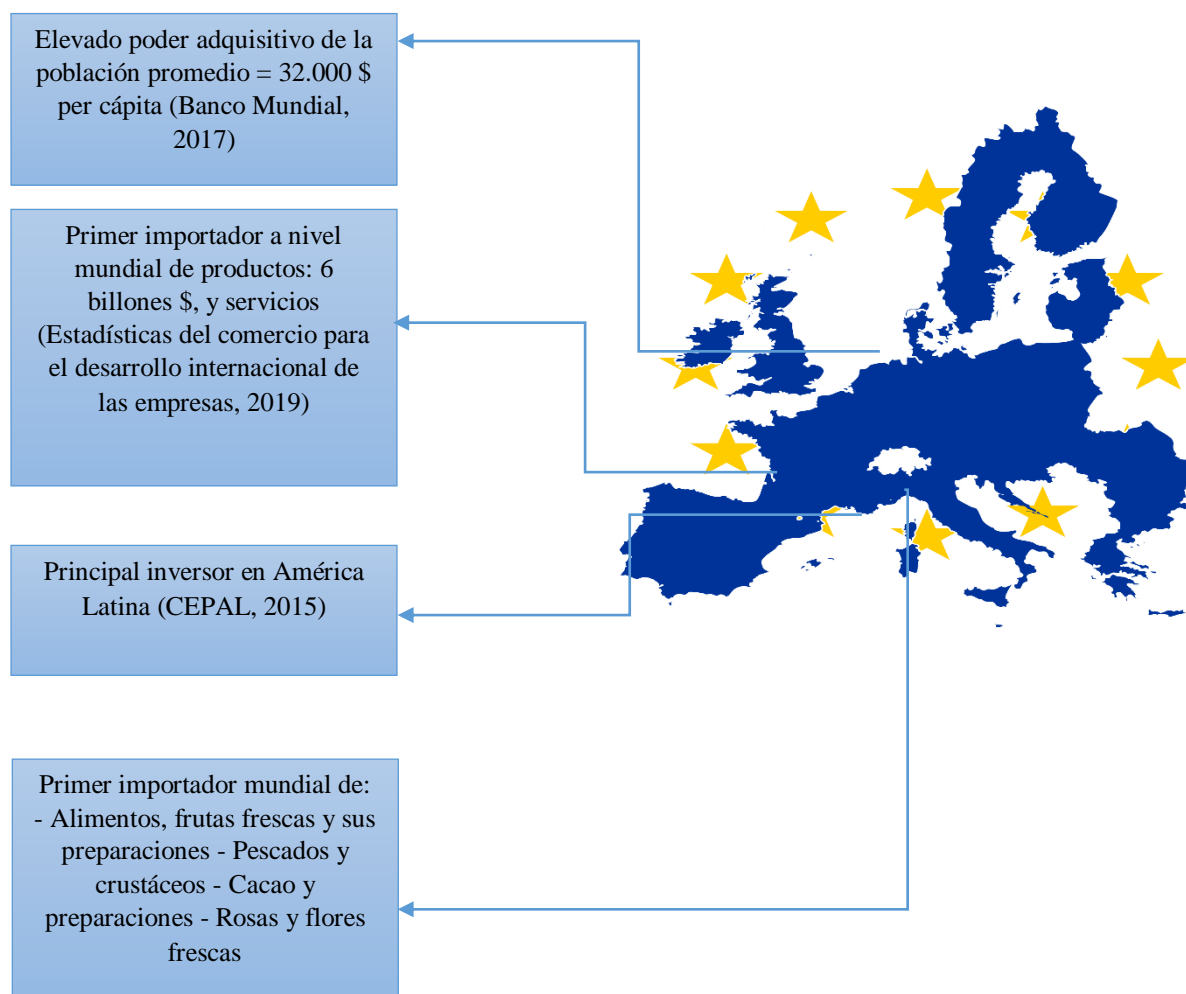 Elevado poder adquisitivo de la
población promedio = 32.000 $
per cápita (Banco Mundial,
2017)
Primer importador a nivel
mundial de productos: 6
billones $, y servicios
(Estadísticas del comercio para
el desarrollo internacional de
las empresas, 2019)
Principal inversor en América
Latina (CEPAL, 2015)
Primer importador mundial de:
- Alimentos, frutas frescas y sus
preparaciones - Pescados y
crustáceos - Cacao y
preparaciones - Rosas y flores
frescas